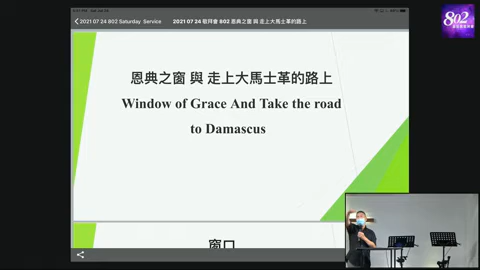 2021 07 24 802 Saturday Service
2021 07 24 敬拜會 802 恩典之窗 與 走上大馬士革的路上
802
恩典之窗 與 走上大馬士革的路上
Window of Grace And Take the road
to Damascus
窗口